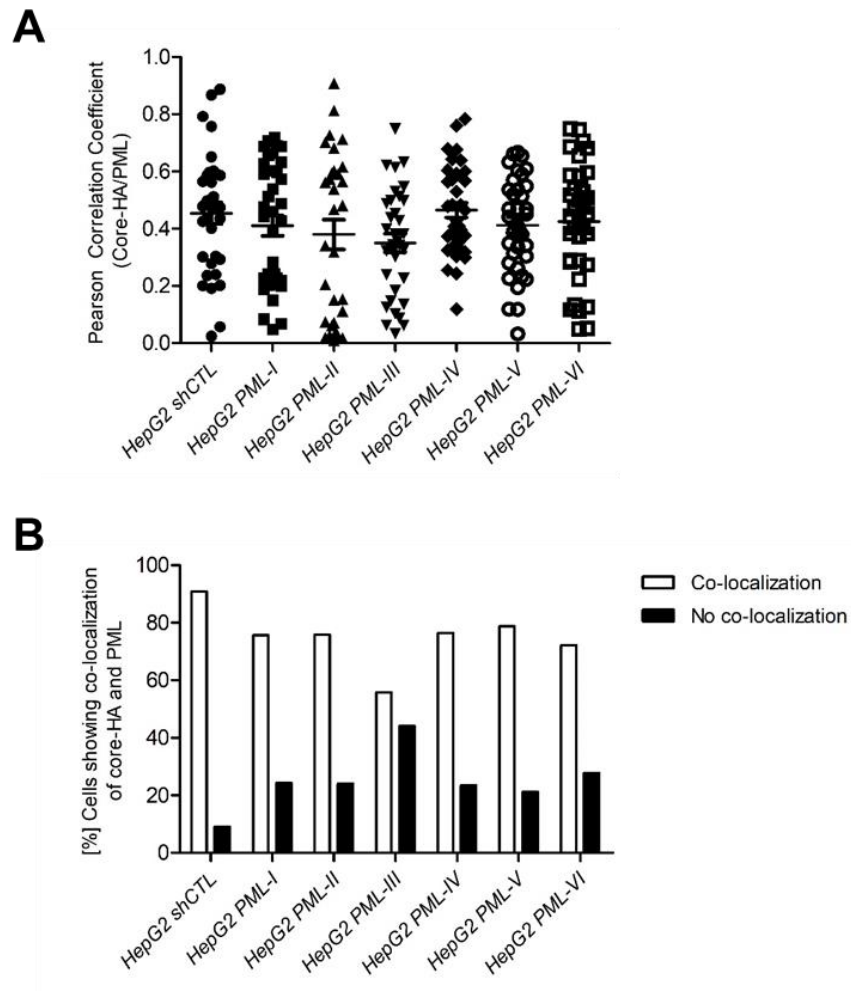 A
Pearson Correlation Coefficient
(Core-HA/PML)
1.0
0.8
0.6
0.4
0.2
0.0
HepG2 shCTL
HepG2 PML-I
HepG2 PML-II
HepG2 PML-III
HepG2 PML-IV
HepG2 PML-V
HepG2 PML-VI
B
[%] Cells showing co-localization
of core-HA and PML
100
80
60
40
20
0
HepG2 shCTL
HepG2 PML-I
HepG2 PML-II
HepG2 PML-III
HepG2 PML-IV
HepG2 PML-V
HepG2 PML-VI
Co-localization
No co-localization